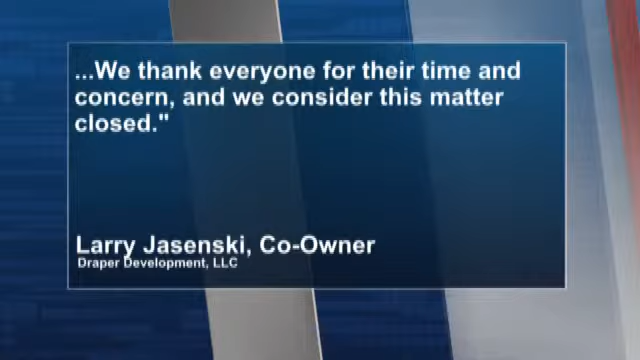 ...We thank everyone for their time and
concern, and we consider this matter
closed."
Larry Jasenski, Co-Owner
Draper Development, LLC